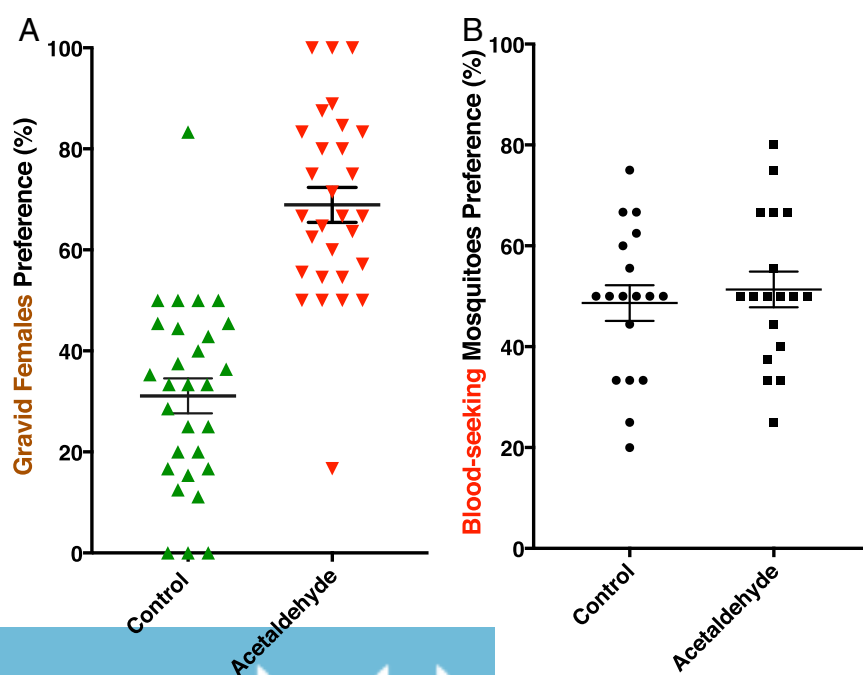 A
Gravid Females Preference (%)
100
80
60
40
20
0
Control
Acetaldehyde
B
Blood-seeking Mosquitoes Preference (%)
100
80
60
40
20
0
Control
Acetaldehyde